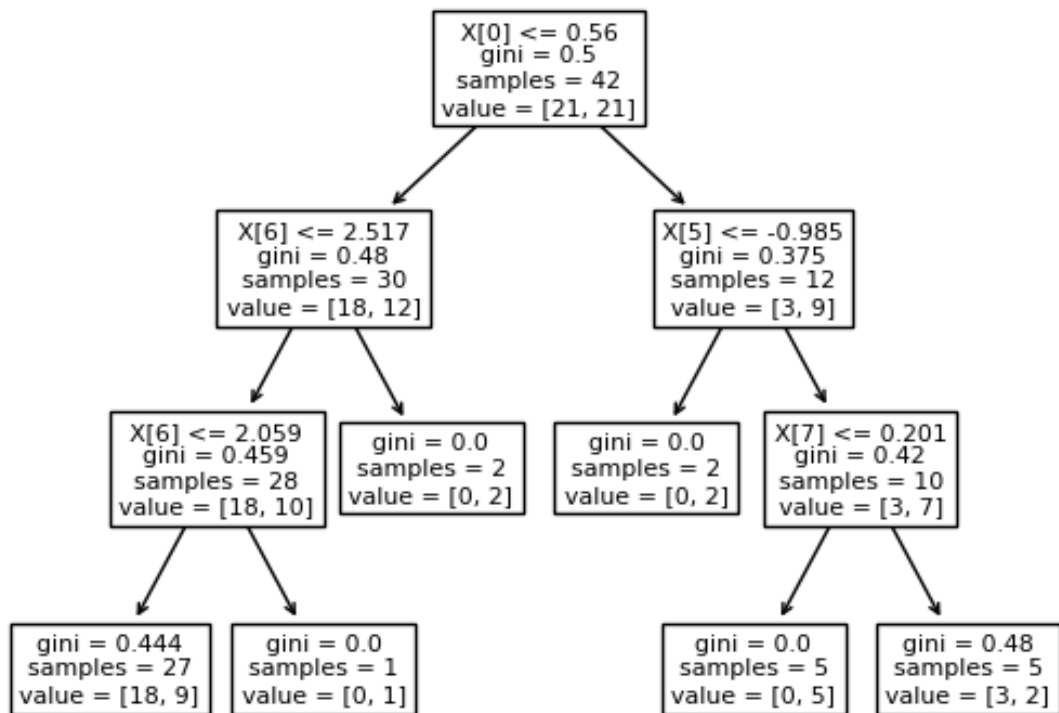 X[0] <= 0.56
gini = 0.5
samples = 42
value = [21, 21]
X[6] <= 2.517
gini = 0.48
samples = 30
value = [18, 12]
X[5] <= -0.985
gini = 0.375
samples = 12
value = [3, 9]
X[6] <= 2.059
gini = 0.459
samples = 28
value = [18, 10]
gini = 0.0
samples = 2
value = [0, 2]
gini = 0.0
samples = 2
value = [0, 2]
X[7] <= 0.201
gini = 0.42
samples = 10
value = [3, 7]
gini = 0.444
samples = 27
value = [18, 9]
gini = 0.0
samples = 1
value = [0, 1]
gini = 0.0
samples = 5
value = [0, 5]
gini = 0.48
samples = 5
value = [3, 2]